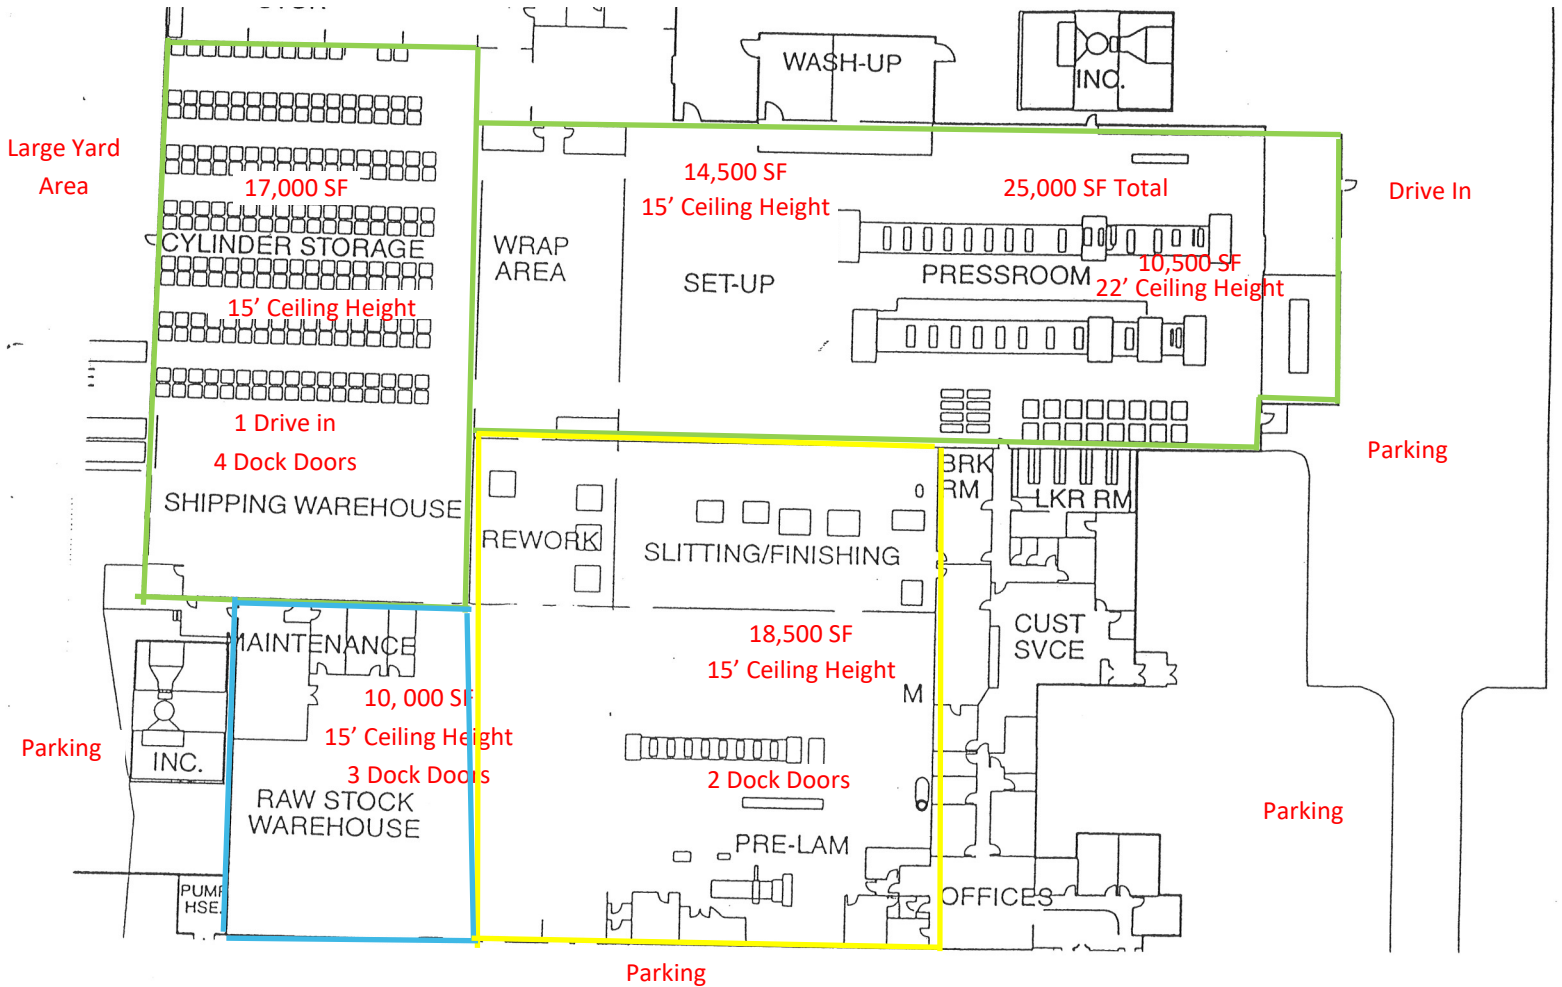 WASH-UP
INC.
Large Yard
Area
17,000 SF
14,500 SF
15’ Ceiling Height
25,000 SF Total
Drive In
CYLINDER STORAGE
WRAP
AREA
SET-UP
PRESSROOM
10,500 SF
22’ Ceiling Height
15’ Ceiling Height
1 Drive in
4 Dock Doors
SHIPPING WAREHOUSE
Parking
BRK
RM
LKR RM
REWORK
SLITTING/FINISHING
MAINTENANCE
18,500 SF
15’ Ceiling Height
CUST
SVCE
M
10, 000 SF
15’ Ceiling Height
3 Dock Doors
Parking
INC.
2 Dock Doors
RAW STOCK
WAREHOUSE
PRE-LAM
Parking
PUMP
HSE.
OFFICES
Parking